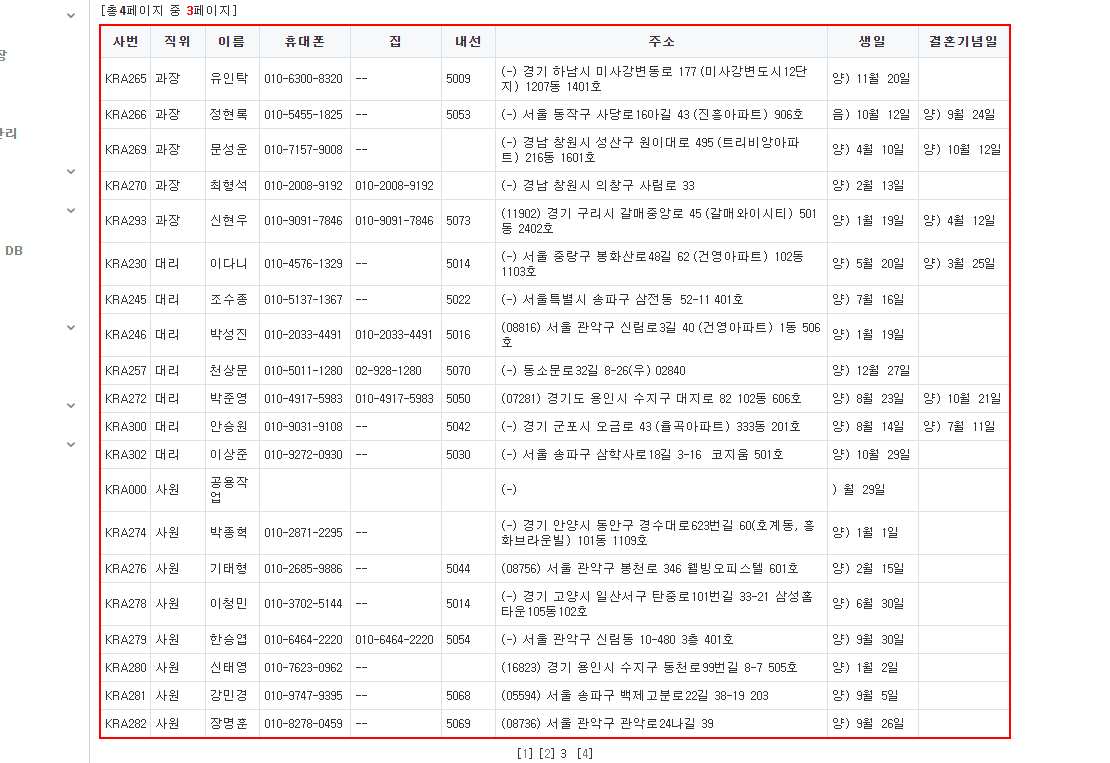 [총4페이지 중 3페이지]
장
관리
DB
사번 직위 이름 휴대폰 집 내선 주소 생일 결혼기념일
KRA265 과장 유인탁 010-6300-8320 -- 5009 (-) 경기 하남시 미사강변동로 177 (미사강변도시12단
지) 1207동 1401호 양) 11월 20일
KRA266 과장 정현록 010-5455-1825 -- 5053 (-) 서울 동작구 사당로16아길 43 (진흥아파트) 906호 음) 10월 12일 양) 9월 24일
KRA269 과장 문성운 010-7157-9008 -- (-) 경남 창원시 성산구 원이대로 495 (트리비앙아파
트) 216동 1601호 양) 4월 10일 양) 10월 12일
KRA270 과장 최형석 010-2008-9192 010-2008-9192 (-) 경남 창원시 의창구 사림로 33 양) 2월 13일
KRA293 과장 신현우 010-9091-7846 010-9091-7846 5073 (11902) 경기 구리시 갈매중앙로 45 (갈매와이시티) 501
동 2402호 양) 1월 19일 양) 4월 12일
KRA230 대리 이다니 010-4576-1329 -- 5014 (-) 서울 중랑구 봉화산로48길 62 (건영아파트) 102동
1103호 양) 5월 20일 양) 3월 25일
KRA245 대리 조수종 010-5137-1367 -- 5022 (-) 서울특별시 송파구 삼전동 52-11 401호 양) 7월 16일
KRA246 대리 박성진 010-2033-4491 010-2033-4491 5016 (08816) 서울 관악구 신림로3길 40 (건영아파트) 1동 506
호 양) 1월 19일
KRA257 대리 천상문 010-5011-1280 02-928-1280 5070 (-) 동소문로32길 8-26(우) 02840 양) 12월 27일
KRA272 대리 박준영 010-4917-5983 010-4917-5983 5050 (07281) 경기도 용인시 수지구 대지로 82 102동 606호 양) 8월 23일 양) 10월 21일
KRA300 대리 안승원 010-9031-9108 -- 5042 (-) 경기 군포시 오금로 43 (율곡아파트) 333동 201호 양) 8월 14일 양) 7월 11일
KRA302 대리 이상준 010-9272-0930 -- 5030 (-) 서울 송파구 삼학사로18길 3-16 코지움 501호 양) 10월 29일
KRA000 사원 공용작
업 (-) ) 월 29일
KRA274 사원 박종혁 010-2871-2295 -- (-) 경기 안양시 동안구 경수대로623번길 60(호계동, 흥
화브라운빌) 101동 1109호 양) 1월 1일
KRA276 사원 기태형 010-2685-9886 -- 5044 (08756) 서울 관악구 봉천로 346 웰빙오피스텔 601호 양) 2월 15일
KRA278 사원 이청민 010-3702-5144 -- 5014 (-) 경기 고양시 일산서구 탄중로101번길 33-21 삼성홈
타운105동102호 양) 6월 30일
KRA279 사원 한승엽 010-6464-2220 010-6464-2220 5054 (-) 서울 관악구 신림동 10-480 3층 401호 양) 9월 30일
KRA280 사원 신태영 010-7623-0962 -- (16823) 경기 용인시 수지구 동천로99번길 8-7 505호 양) 1월 2일
KRA281 사원 강민경 010-9747-9395 -- 5068 (05594) 서울 송파구 백제고분로22길 38-19 203 양) 9월 5일
KRA282 사원 장명훈 010-8278-0459 -- 5069 (08736) 서울 관악구 관악로24나길 39 양) 9월 26일
[1] [2] 3 [4]